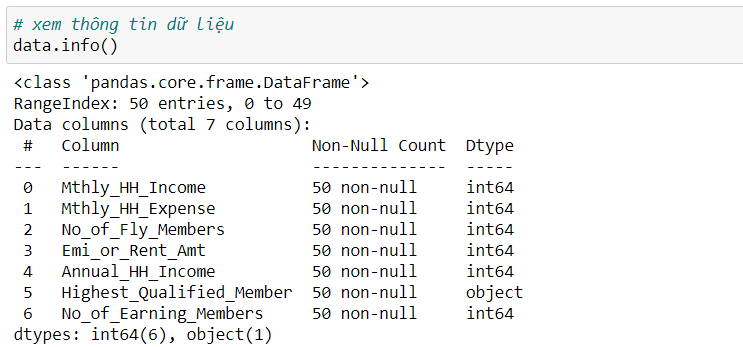 # xem thông tin dữ liệu
data.info()
<class 'pandas.core.frame.DataFrame'>
RangeIndex: 50 entries, 0 to 49
Data columns (total 7 columns):
 #   Column                   Non-Null Count  Dtype
---  ------                   --------------  -----
 0   Mthly_HH_Income          50 non-null     int64
 1   Mthly_HH_Expense         50 non-null     int64
 2   No_of_Fly_Members        50 non-null     int64
 3   Emi_or_Rent_Amt          50 non-null     int64
 4   Annual_HH_Income         50 non-null     int64
 5   Highest_Qualified_Member 50 non-null     object
 6   No_of_Earning_Members    50 non-null     int64
dtypes: int64(6), object(1)